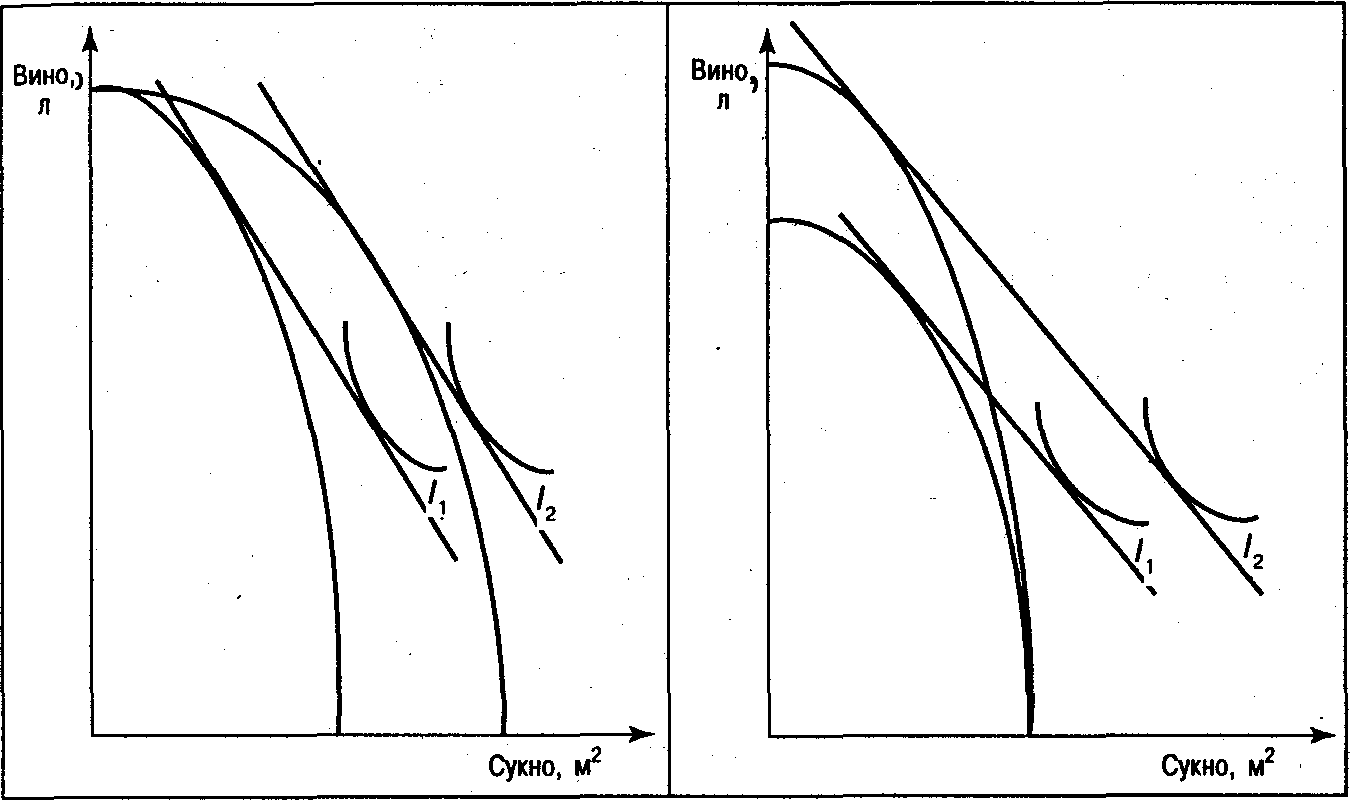 Вино,)
л
I1
I2
Сукно, м²
Вино,
л
I1
I2
Сукно, м²